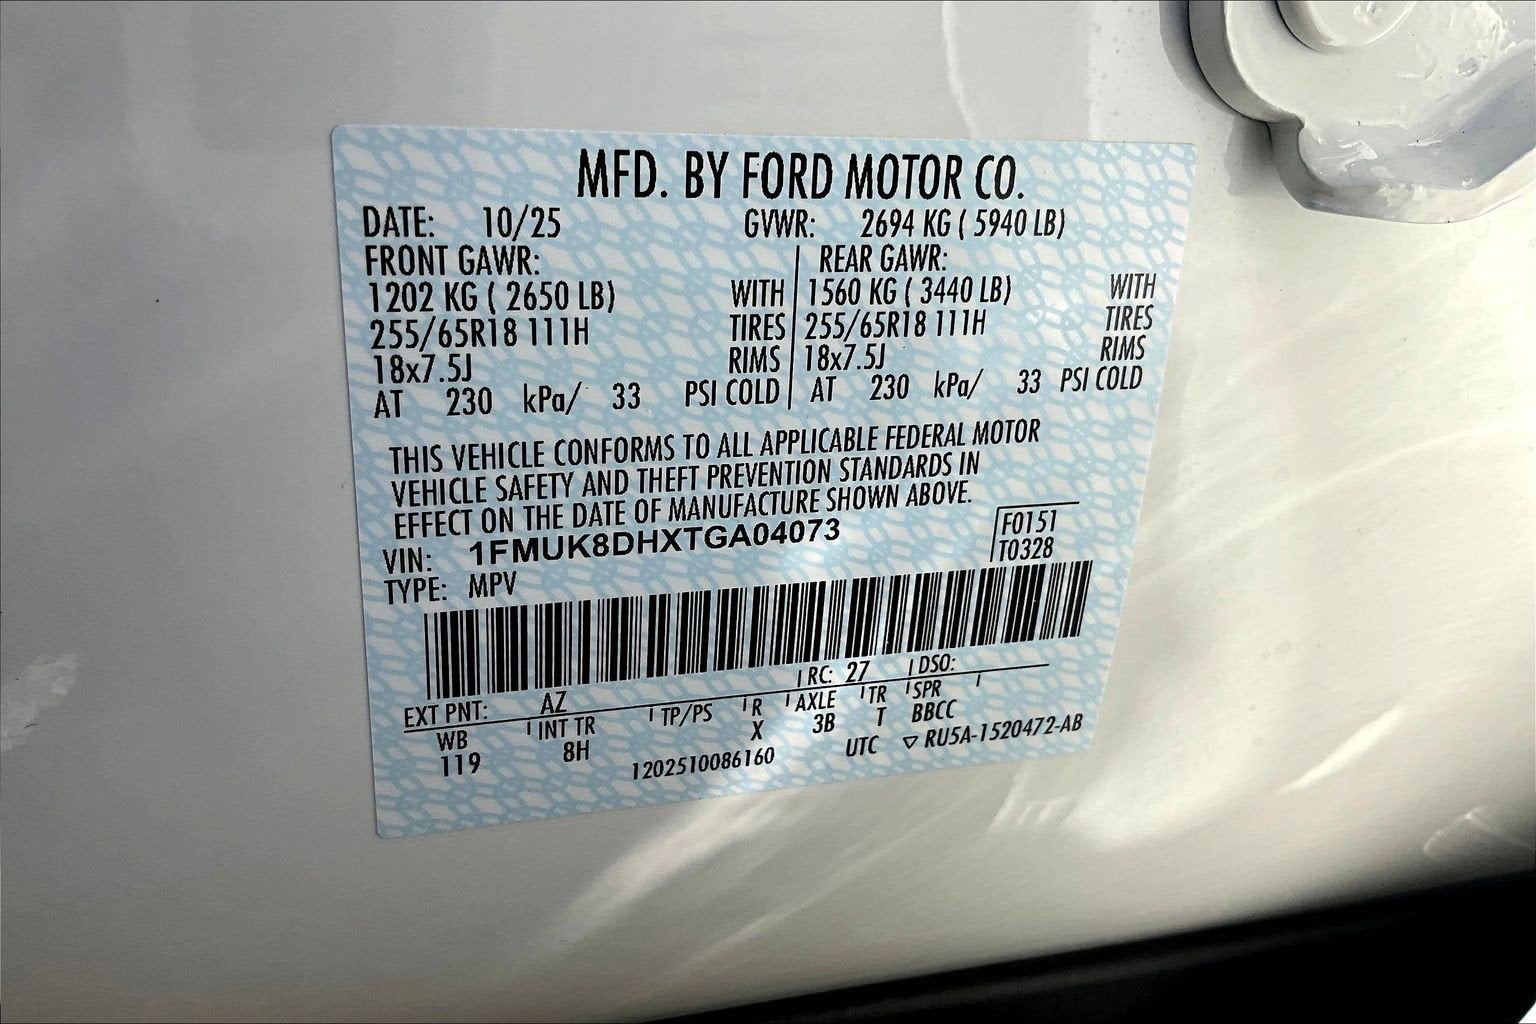 MFD. BY FORD MOTOR CO.
DATE: 10/25 GVWR: 2694 KG ( 5940 LB)
FRONT GAWR: REAR GAWR:
1202 KG ( 2650 LB) WITH 1560 KG ( 3440 LB) WITH
255/65R18 111H TIRES 255/65R18 111H TIRES
18x7.5J RIMS 18x7.5J RIMS
AT 230 kPa/ 33 PSI COLD AT 230 kPa/ 33 PSI COLD
THIS VEHICLE CONFORMS TO ALL APPLICABLE FEDERAL MOTOR
VEHICLE SAFETY AND THEFT PREVENTION STANDARDS IN
EFFECT ON THE DATE OF MANUFACTURE SHOWN ABOVE.
VIN: 1FMUK8DHXTGA04073 F0151
TYPE: MPV T0328
EXT PNT: AZ RC: 27 DSO:
WB INT TR TP/PS R AXLE TR SPR
119 8H X 3B T BBCC
1202510086160 UTC ▽ RU5A-1520472-AB